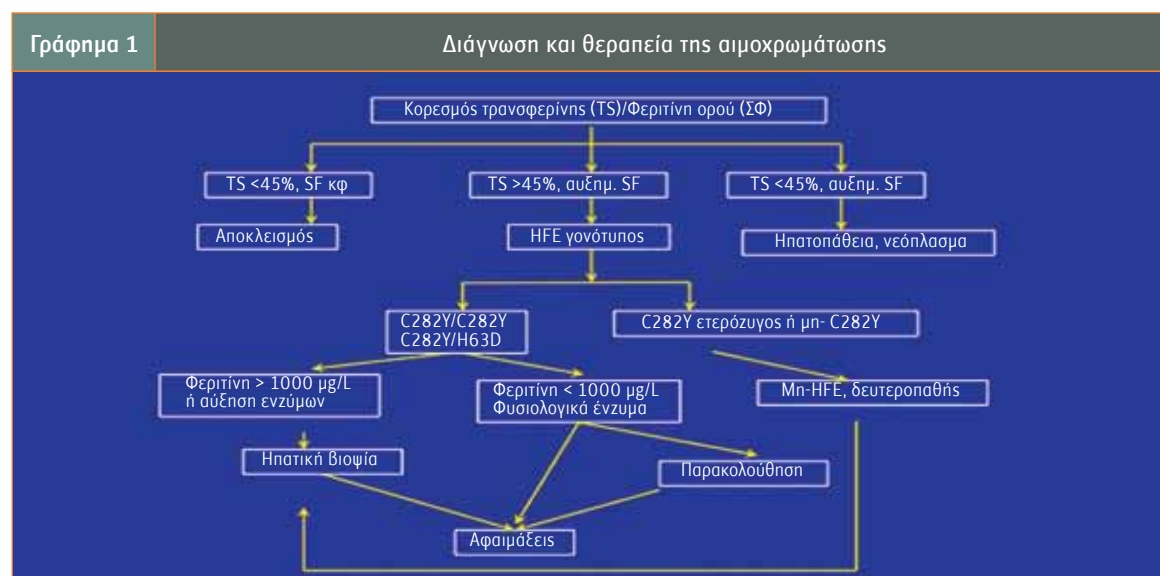 Γράφημα 1
Διάγνωση και θεραπεία της αιμοχρωμάτωσης
Κορεσμός τρανσφερίνης (TS)/Φεριτίνη ορού (ΣΦ)
TS <45%, SF κφ
TS >45%, αυξημ. SF
TS <45%, αυξημ. SF
Αποκλεισμός
HFE γονότυπος
Ηπατοπάθεια, νεόπλασμα
C282Y/C282Y
C282Y/H63D
C282Y ετερόζυγος ή μη- C282Y
Φεριτίνη > 1000 μg/L
ή αύξηση ενζύμων
Φεριτίνη < 1000 μg/L
Φυσιολογικά ένζυμα
Μη-HFE, δευτεροπαθής
Ηπατική βιοψία
Παρακολούθηση
Αφαιμάξεις